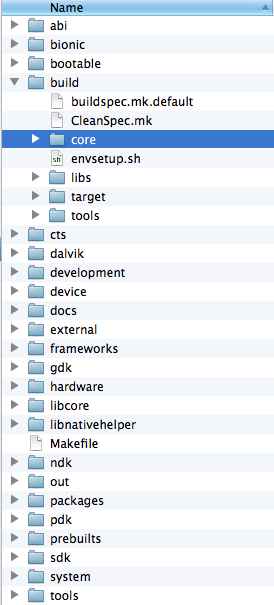 Name
abi
bionic
bootable
build
buildspec.mk.default
CleanSpec.mk
core
sh envsetup.sh
libs
target
tools
cts
dalvik
development
device
docs
external
frameworks
gdk
hardware
libcore
libnativehelper
Makefile
ndk
out
packages
pdk
prebuilts
sdk
system
tools